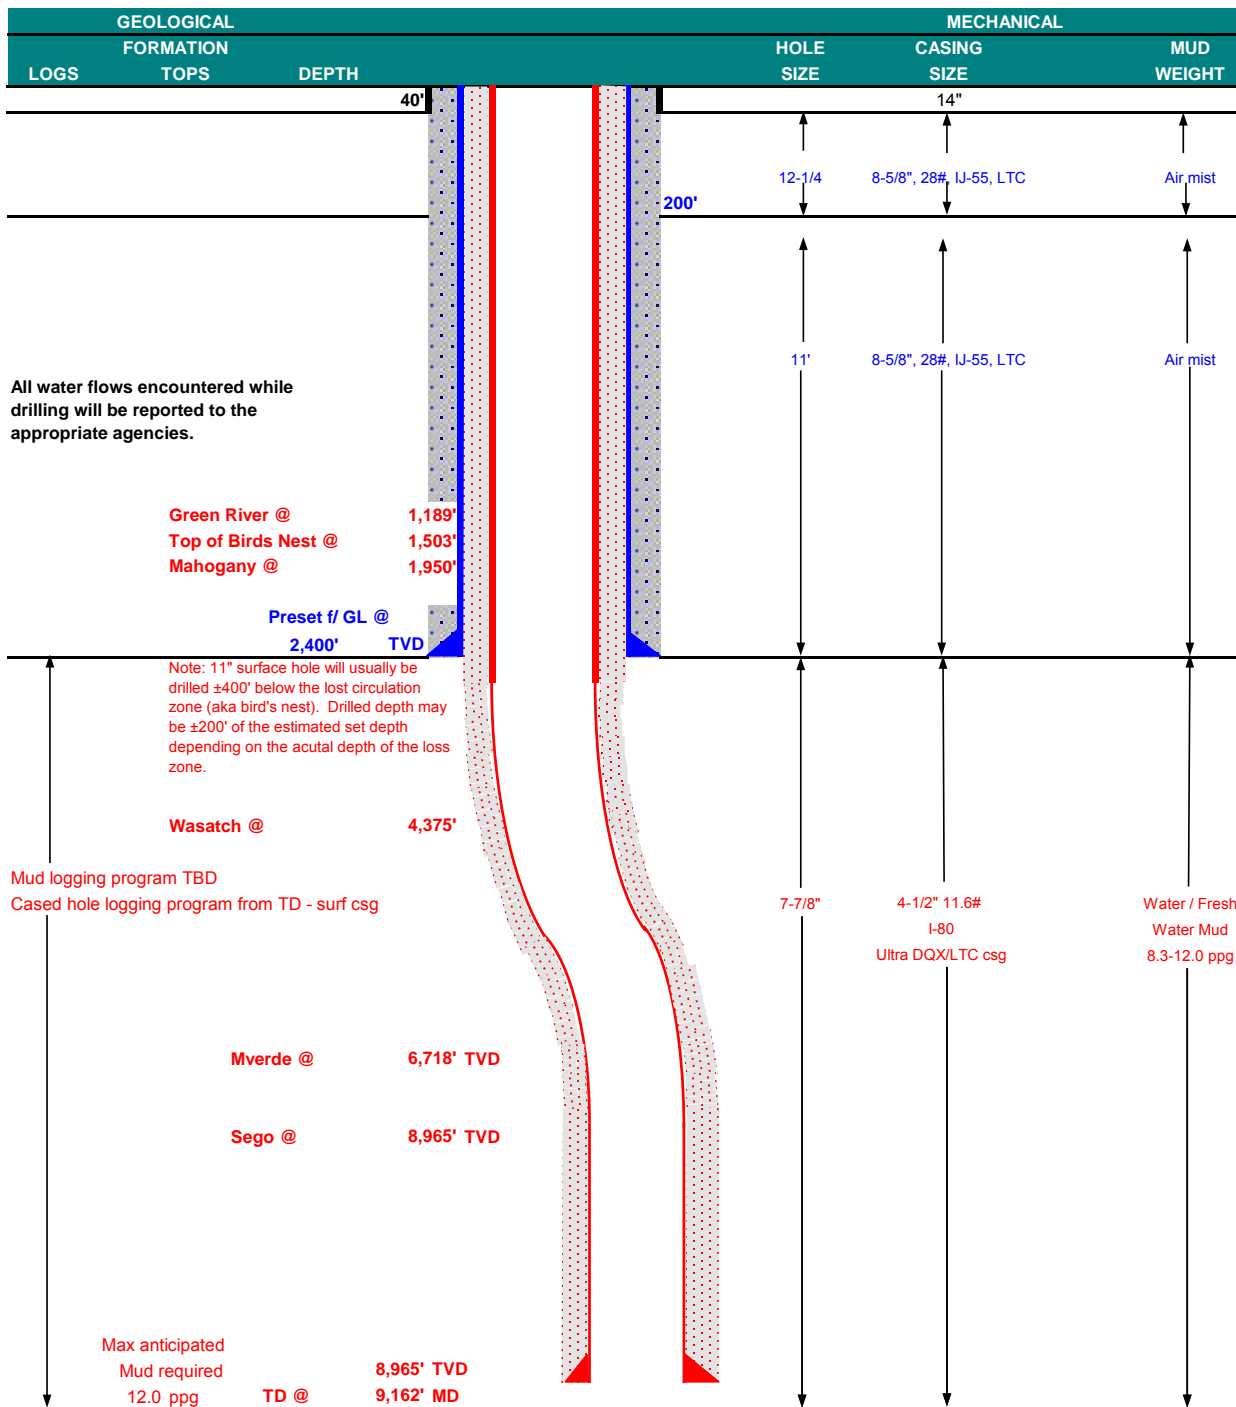 GEOLOGICAL MECHANICAL
FORMATION HOLE CASING MUD
LOGS TOPS DEPTH SIZE SIZE WEIGHT
40' 14"
12-1/4 8-5/8", 28#, IJ-55, LTC Air mist
200'
11' 8-5/8", 28#, IJ-55, LTC Air mist
All water flows encountered while
drilling will be reported to the
appropriate agencies.
Green River @ 1,189'
Top of Birds Nest @ 1,503'
Mahogany @ 1,950'
Preset f/ GL @
2,400' TVD
Note: 11" surface hole will usually be
drilled ±400' below the lost circulation
zone (aka bird's nest). Drilled depth may
be ±200' of the estimated set depth
depending on the acutal depth of the loss
zone.
Wasatch @ 4,375'
Mud logging program TBD
Cased hole logging program from TD - surf csg
7-7/8" 4-1/2" 11.6# Water / Fresh
I-80 Water Mud
Ultra DQX/LTC csg 8.3-12.0 ppg
Mverde @ 6,718' TVD
Sego @ 8,965' TVD
Max anticipated
Mud required 8,965' TVD
12.0 ppg TD @ 9,162' MD